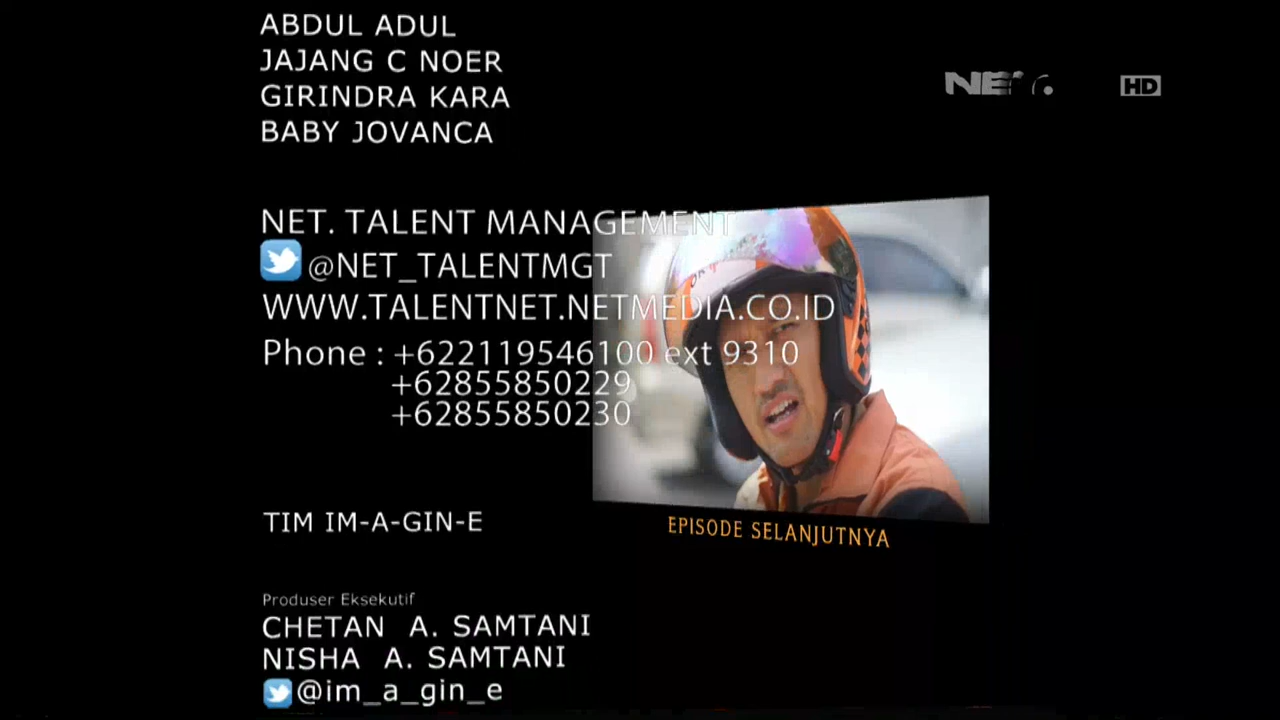 ABDUL ADUL
JAJANG C NOER
GIRINDRA KARA
BABY JOVANCA
HD
NET. TALENT MANAGEMENT
@NET_TALENTMGT
WWW.TALENTNET.NETMEDIA.CO.ID
Phone : +622119546100 ext 9310
+62855850229
+62855850230
TIM IM-A-GIN-E
EPISODE SELANJUTNYA
Produser Eksekutif
CHETAN A. SAMTANI
NISHA A. SAMTANI
@im_a_gin_e